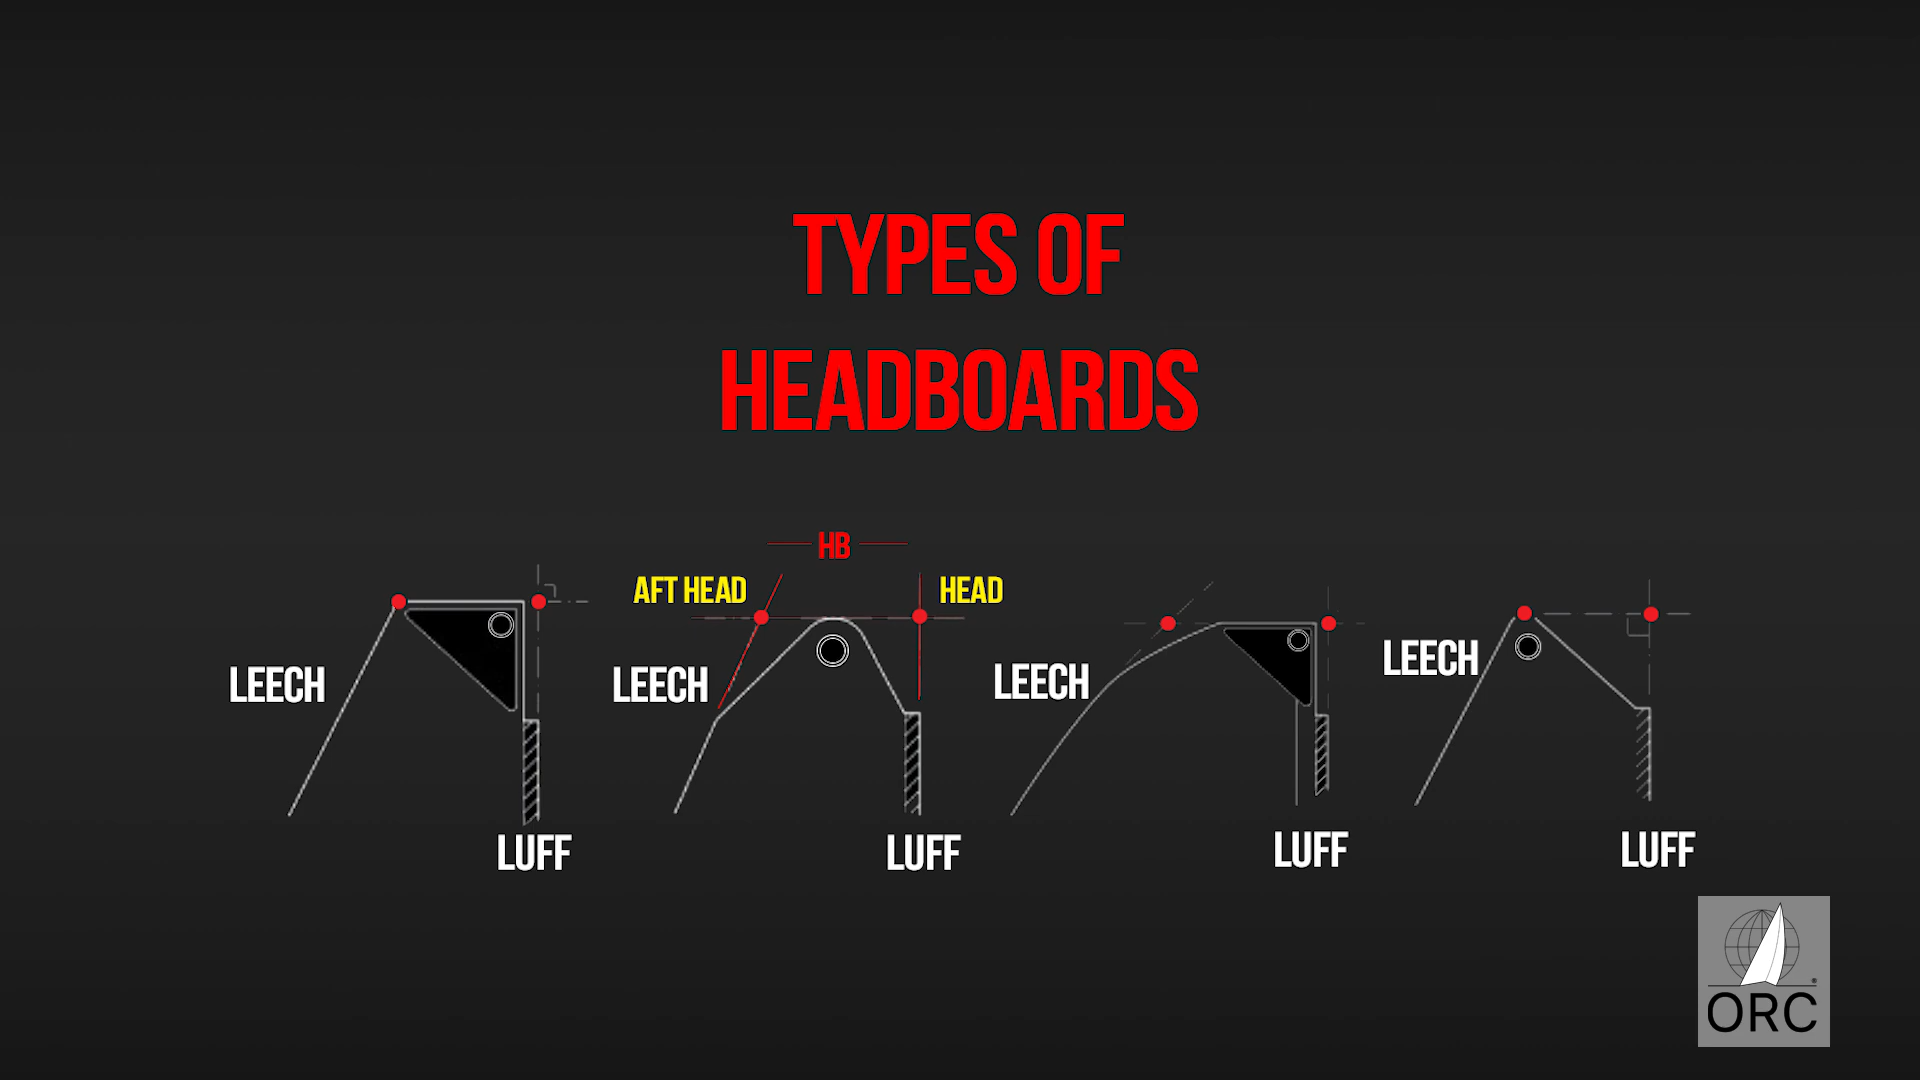 TYPES OF
HEADBOARDS
HB
AFT HEAD
HEAD
LEECH
LEECH
LEECH
LEECH
LUFF
LUFF
LUFF
LUFF
ORC